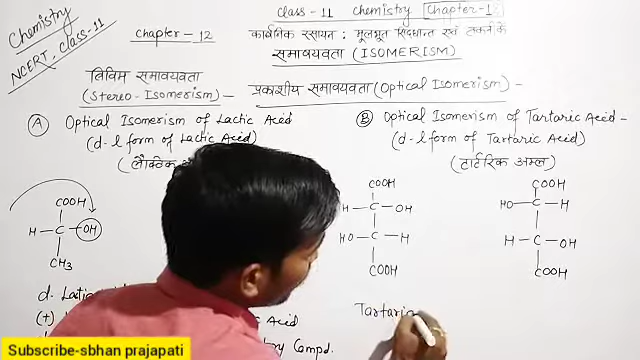 Chemistry
NCERT. class-11
Class-11 Chemistry Chapter-12
Chapter-12
कार्बनिक रसायन : मूलभूत सिद्धान्त एवं तकनीकें
समावयवता (ISOMERISM)
त्रिविम समावयवता
(Stereo-Isomerism)-
प्रकाशीय समावयवता (Optical Isomerism)-
(A) Optical Isomerism of Lactic Acid
(d-l form of Lactic Acid)
(लैक्टिक
(B) Optical Isomerism of Tartaric Acid-
(d-l form of Tartaric Acid)
(टार्टरिक अम्ल)
COOH
H-C-OH
CH3
COOH
H-C-OH
HO-C-H
COOH
COOH
HO-C-H
H-C-OH
COOH
d. Lactic
(+)
Acid
Compd.
Tartaric
Subscribe-sbhan prajapati